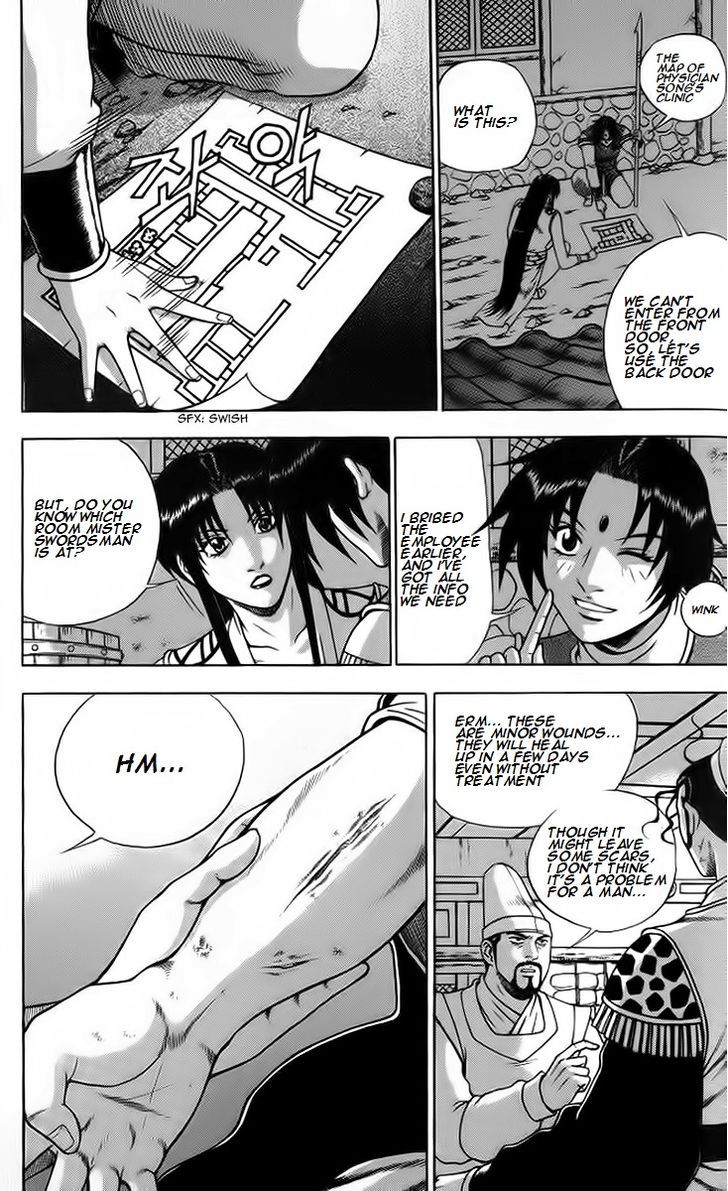 촤악
SFX: SWISH
WHAT
IS THIS?
THE
MAP OF
PHYSICIAN
SONG'S
CLINIC
WE CAN'T
ENTER FROM
THE FRONT
DOOR,
SO, LET'S
USE THE
BACK DOOR
BUT, DO YOU
KNOW WHICH
ROOM MISTER
SWORDSMAN
IS AT?
I BRIBED
THE
EMPLOYEE
EARLIER,
AND I'VE
GOT ALL
THE INFO
WE NEED
WINK
HM...
ERM... THESE
ARE MINOR WOUNDS...
THEY WILL HEAL
UP IN A FEW DAYS
EVEN WITHOUT
TREATMENT
THOUGH IT
MIGHT LEAVE
SOME SCARS,
I DON'T THINK
IT'S A PROBLEM
FOR A MAN...